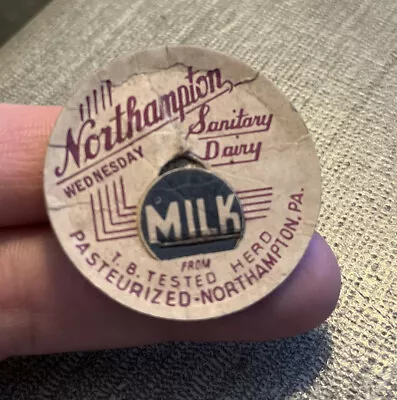 Northampton
Sanitary
Dairy
WEDNESDAY
MILK
FROM
T. B. TESTED HERD
PASTEURIZED-NORTHAMPTON, PA.